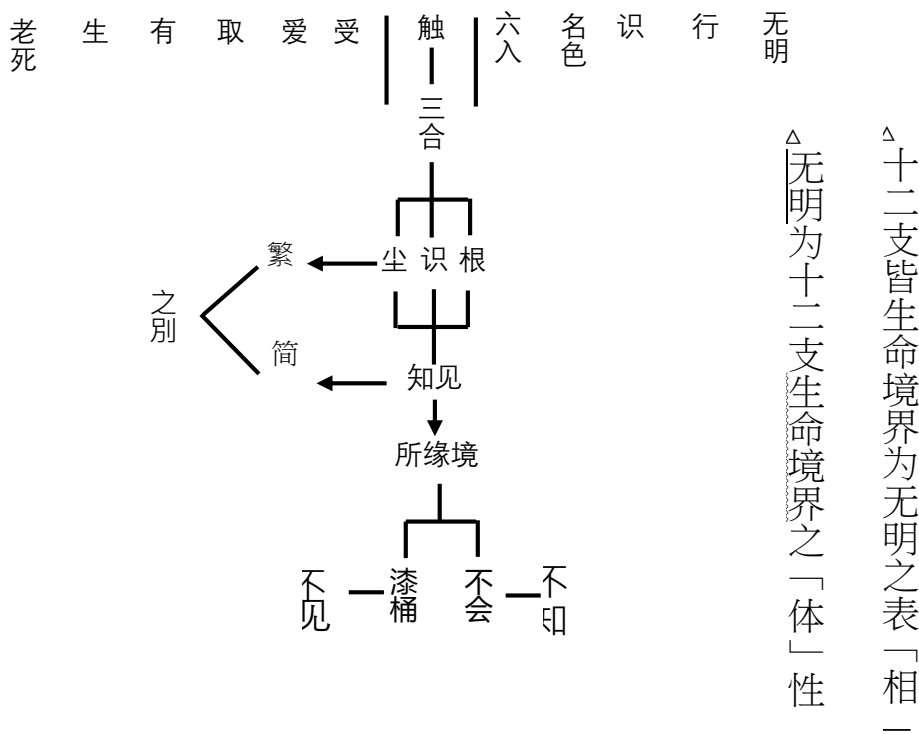 无明
行
识
名色
六入
触
受
爱
取
有
生
老死
三合
根
识
尘
繁
简
之别
知见
所缘境
不会
漆桶
不知
不见
△十二支皆生命境界为无明之表「相
△无明为十二支生命境界之「体」性